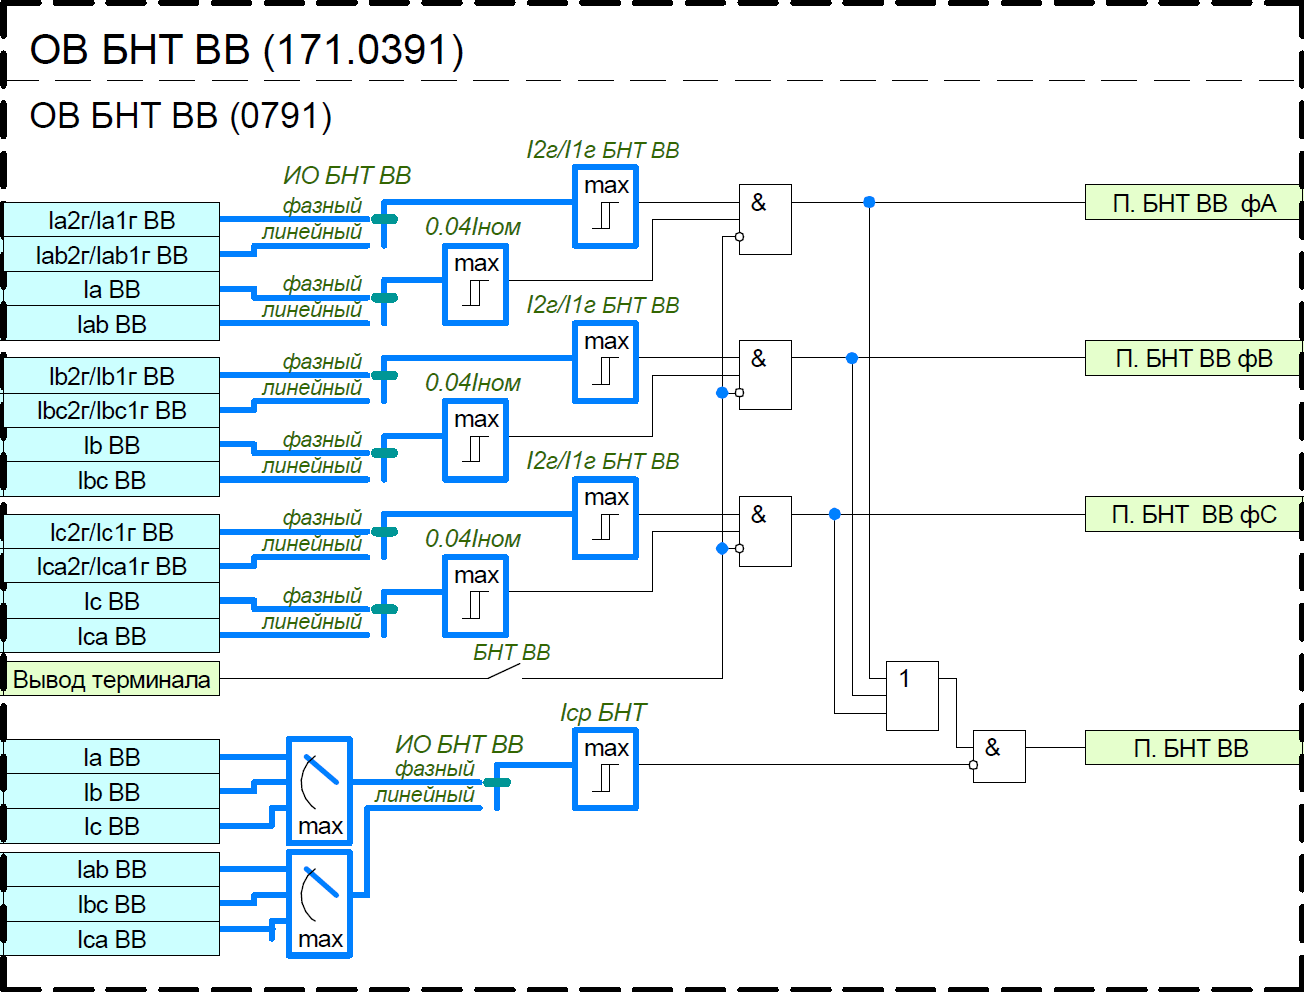 ОВ БНТ ВВ (171.0391)
ОВ БНТ ВВ (0791)
I2г/I1г БНТ ВВ
ИО БНТ ВВ
max
&
фазный
линейный
Ia2г/Ia1г ВВ
Iab2г/Iab1г ВВ
Ia ВВ
Iab ВВ
0.04Iном
max
фазный
линейный
П. БНТ ВВ фА
I2г/I1г БНТ ВВ
max
&
фазный
линейный
Ib2г/Ib1г ВВ
Ibc2г/Ibc1г ВВ
Ib ВВ
Ibc ВВ
0.04Iном
max
фазный
линейный
П. БНТ ВВ фВ
I2г/I1г БНТ ВВ
max
&
фазный
линейный
Ic2г/Ic1г ВВ
Ica2г/Ica1г ВВ
Ic ВВ
Ica ВВ
0.04Iном
max
фазный
линейный
П. БНТ ВВ фС
БНТ ВВ
Вывод терминала
1
Iср БНТ
ИО БНТ ВВ
max
&
П. БНТ ВВ
фазный
линейный
Ia ВВ
Ib ВВ
Ic ВВ
max
Iab ВВ
Ibc ВВ
Ica ВВ
max